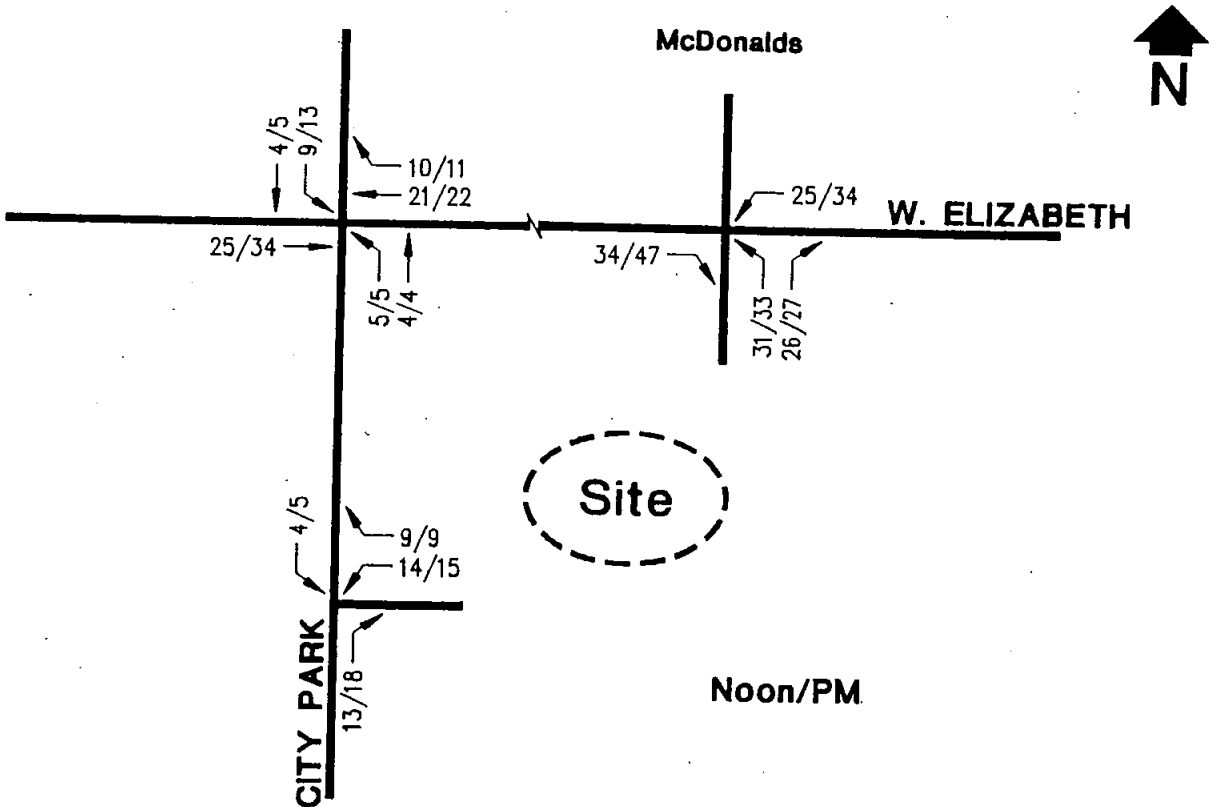 McDonalds
N
4/5
9/13
10/11
21/22
25/34
W. ELIZABETH
25/34
34/47
5/5
4/4
31/33
26/27
Site
4/5
9/9
14/15
CITY PARK
13/18
Noon/PM